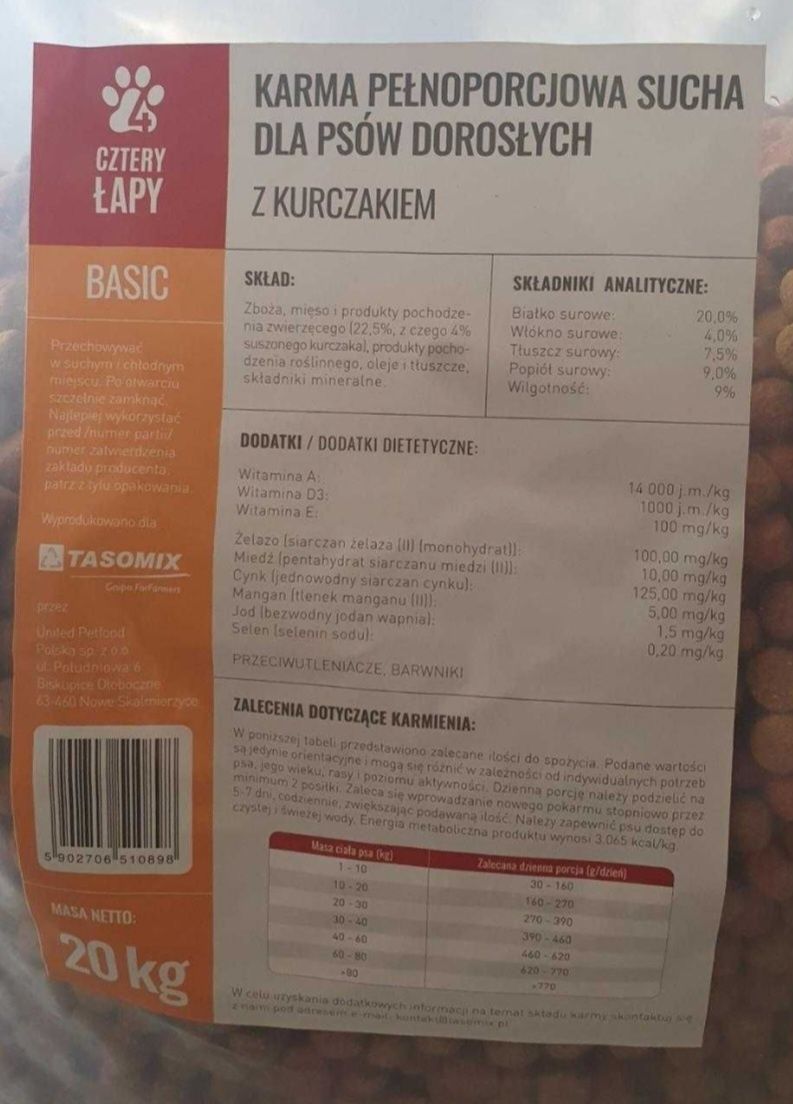 4
CZTERY
ŁAPY
KARMA PEŁNOPORCJOWA SUCHA
DLA PSÓW DOROSŁYCH
Z KURCZAKIEM
BASIC
Przechowywać
w suchym i chłodnym
miejscu. Po otwarciu
szczelnie zamknąć.
Najlepiej wykorzystać
przed /numer partii/
numer zatwierdzenia
zakładu producenta:
patrz z tyłu opakowania.
Wyprodukowano dla
TASOMIX
Grupa ForFarmers
przez
United Petfood
Polska sp. z o.o.
ul. Południowa 6
Biskupice Ołoboczne
63-460 Nowe Skalmierzyce
5 902706 510898
MASA NETTO:
20 kg
SKŁAD:
Zboża, mięso i produkty pochodze-
nia zwierzęcego (22,5%, z czego 4%
suszonego kurczaka), produkty pocho-
dzenia roślinnego, oleje i tłuszcze,
składniki mineralne.
SKŁADNIKI ANALITYCZNE:
Białko surowe: 20,0%
Włókno surowe: 4,0%
Tłuszcz surowy: 7,5%
Popiół surowy: 9,0%
Wilgotność: 9%
DODATKI / DODATKI DIETETYCZNE:
Witamina A: 14 000 j.m./kg
Witamina D3: 1000 j.m./kg
Witamina E: 100 mg/kg
Żelazo (siarczan żelaza (II) (monohydrat)): 100,00 mg/kg
Miedź (pentahydrat siarczanu miedzi (II)): 10,00 mg/kg
Cynk (jednowodny siarczan cynku): 125,00 mg/kg
Mangan (tlenek manganu (II)): 5,00 mg/kg
Jod (bezwodny jodan wapnia): 1,5 mg/kg
Selen (selenin sodu): 0,20 mg/kg
PRZECIWUTLENIACZE, BARWNIKI
ZALECENIA DOTYCZĄCE KARMIENIA:
W poniższej tabeli przedstawiono zalecane ilości do spożycia. Podane wartości
są jedynie orientacyjne i mogą się różnić w zależności od indywidualnych potrzeb
psa, jego wieku, rasy i poziomu aktywności. Dzienną porcję należy podzielić na
minimum 2 posiłki. Zaleca się wprowadzanie nowego pokarmu stopniowo przez
5-7 dni, codziennie, zwiększając podawaną ilość. Należy zapewnić psu dostęp do
czystej i świeżej wody. Energia metaboliczna produktu wynosi 3.065 kcal/kg.
Masa ciała psa (kg) Zalecana dzienna porcja (g/dzień)
1 - 10 30 - 160
10 - 20 160 - 270
20 - 30 270 - 390
30 - 40 390 - 460
40 - 60 460 - 620
60 - 80 620 - 770
+80 +770
W celu uzyskania dodatkowych informacji na temat składu karmy skontaktuj się
z nami pod adresem e-mail: kontakt@tasomix.pl